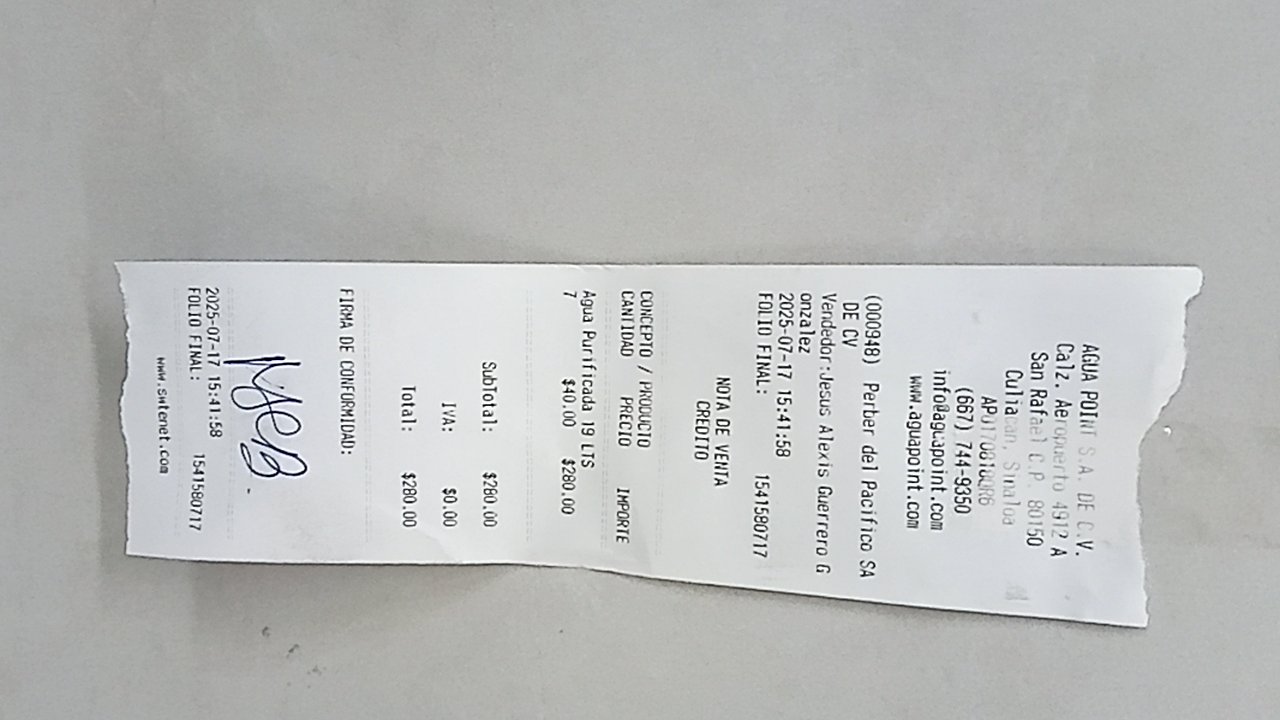 AGUA POINT S.A. DE C.V.
Calz. Aeropuerto 4912 A
San Rafael C.P. 80150
Culiacan, Sinaloa
(667) 744-9350
info@aguapoint.com
www.aguapoint.com
(000948) Perber del Pacifico SA
DE CV
Vendedor:Jesus Alexis Guerrero G
onzalez
2025-07-17 15:41:58
FOLIO FINAL: 1541580717
NOTA DE VENTA
CREDITO
CONCEPTO / PRODUCTO
CANTIDAD PRECIO IMPORTE
Agua Purificada 19 LTS
7 $40.00 $280.00
SubTotal: $280.00
IVA: $0.00
Total: $280.00
FIRMA DE CONFORMIDAD:
2025-07-17 15:41:58
FOLIO FINAL: 1541580717
www.swtenet.com